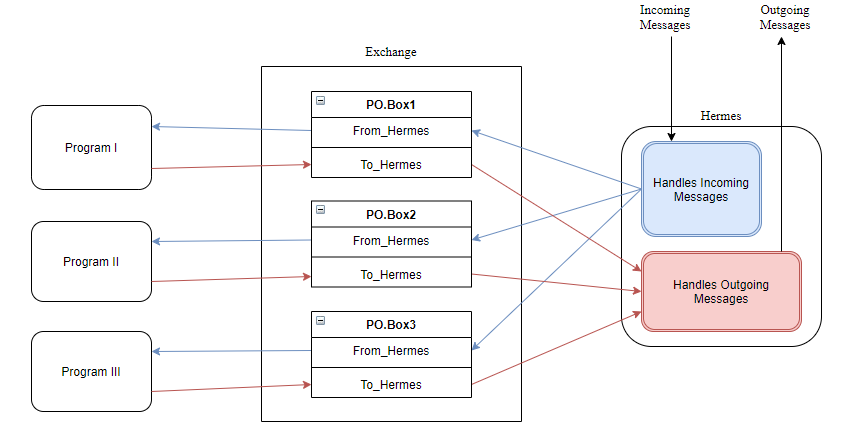 Incoming
Messages
Outgoing
Messages
Exchange
Hermes
PO.Box1
From_Hermes
To_Hermes
Program I
Handles Incoming
Messages
PO.Box2
From_Hermes
To_Hermes
Program II
Handles Outgoing
Messages
PO.Box3
From_Hermes
To_Hermes
Program III